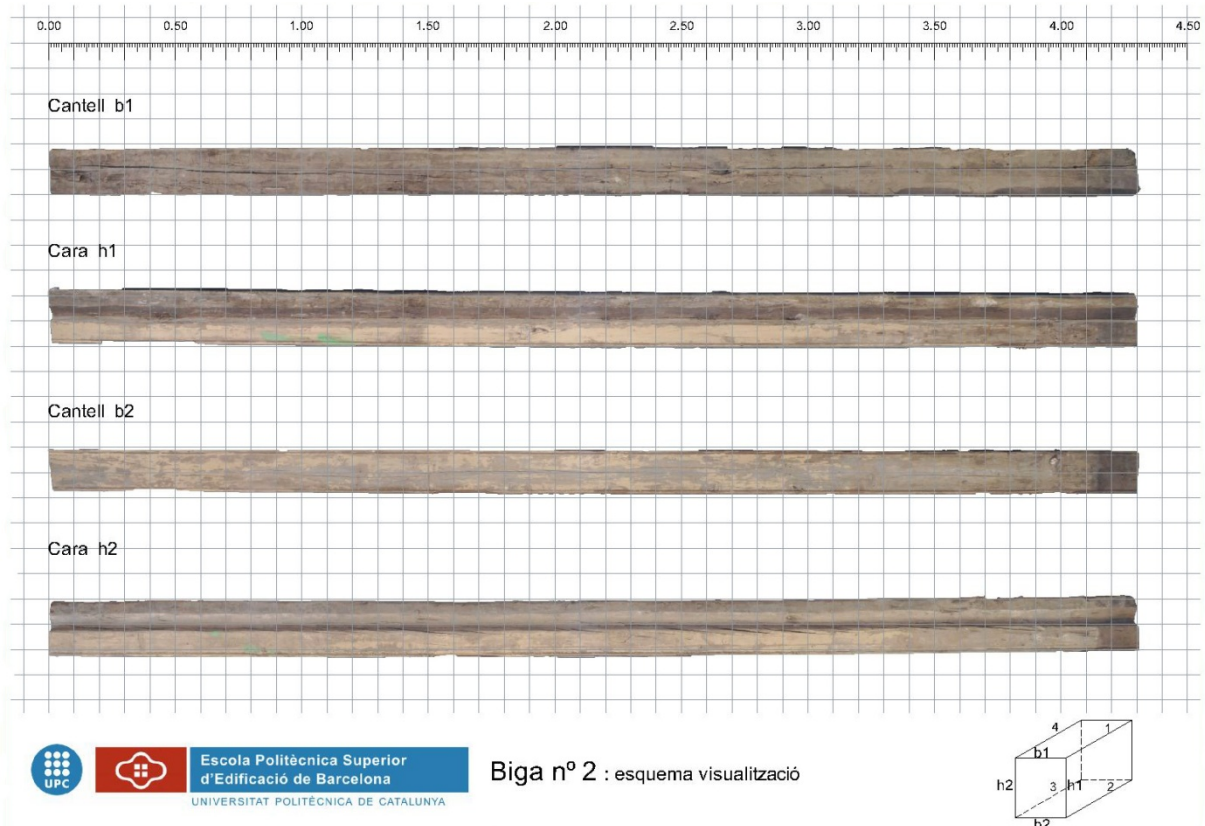 0.00 0.50 1.00 1.50 2.00 2.50 3.00 3.50 4.00 4.50
Cantell b1
Cara h1
Cantell b2
Cara h2
UPC
Escola Politècnica Superior
d'Edificació de Barcelona
UNIVERSITAT POLITÈCNICA DE CATALUNYA
Biga nº 2 : esquema visualització
4 1
b1
h2 3 h1 2
b2